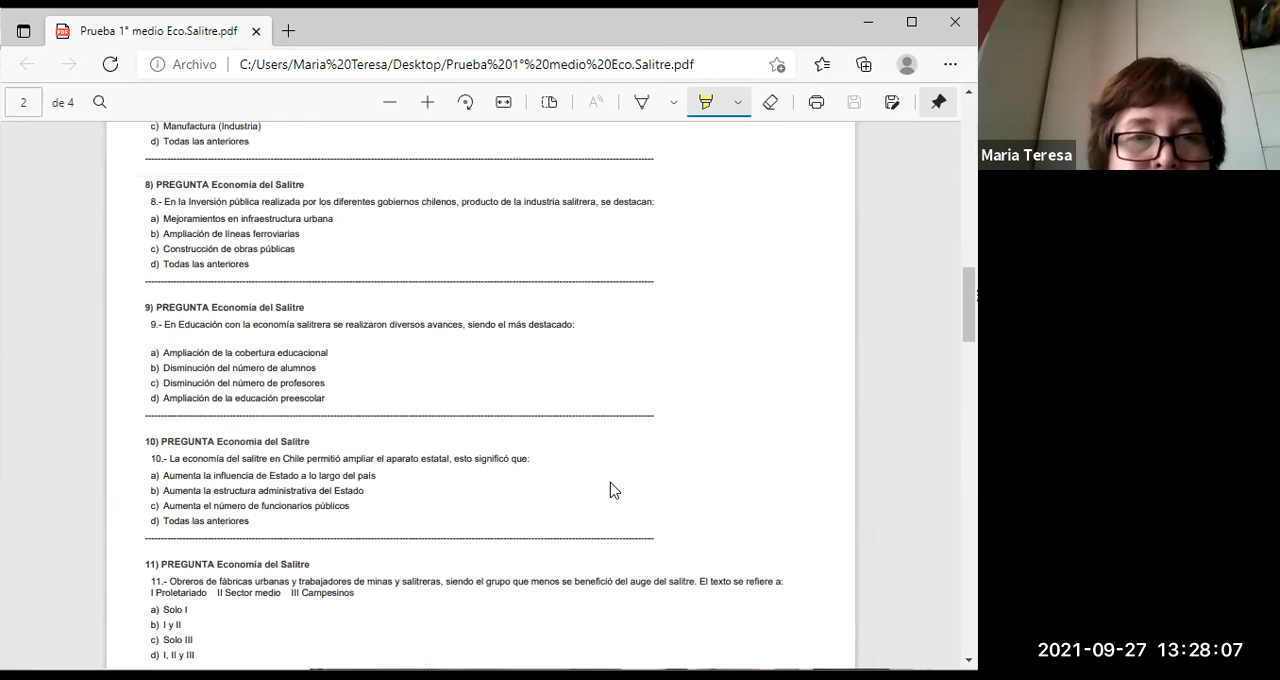 Prueba 1° medio Eco.Salitre.pdf
Archivo
C:/Users/Maria%20Teresa/Desktop/Prueba%201°%20medio%20Eco.Salitre.pdf
2 de 4
c) Manufactura (Industria)
d) Todas las anteriores
8) PREGUNTA Economía del Salitre
8.- En la Inversión pública realizada por los diferentes gobiernos chilenos, producto de la industria salitrera, se destacan:
a) Mejoramientos en infraestructura urbana
b) Ampliación de líneas ferroviarias
c) Construcción de obras públicas
d) Todas las anteriores
9) PREGUNTA Economía del Salitre
9.- En Educación con la economía salitrera se realizaron diversos avances, siendo el más destacado:
a) Ampliación de la cobertura educacional
b) Disminución del número de alumnos
c) Disminución del número de profesores
d) Ampliación de la educación preescolar
10) PREGUNTA Economía del Salitre
10.- La economía del salitre en Chile permitió ampliar el aparato estatal, esto significó que:
a) Aumenta la influencia de Estado a lo largo del país
b) Aumenta la estructura administrativa del Estado
c) Aumenta el número de funcionarios públicos
d) Todas las anteriores
11) PREGUNTA Economía del Salitre
11.- Obreros de fábricas urbanas y trabajadores de minas y salitreras, siendo el grupo que menos se benefició del auge del salitre. El texto se refiere a:
I Proletariado II Sector medio III Campesinos
a) Solo I
b) I y II
c) Solo III
d) I, II y III
Maria Teresa
2021-09-27 13:28:07